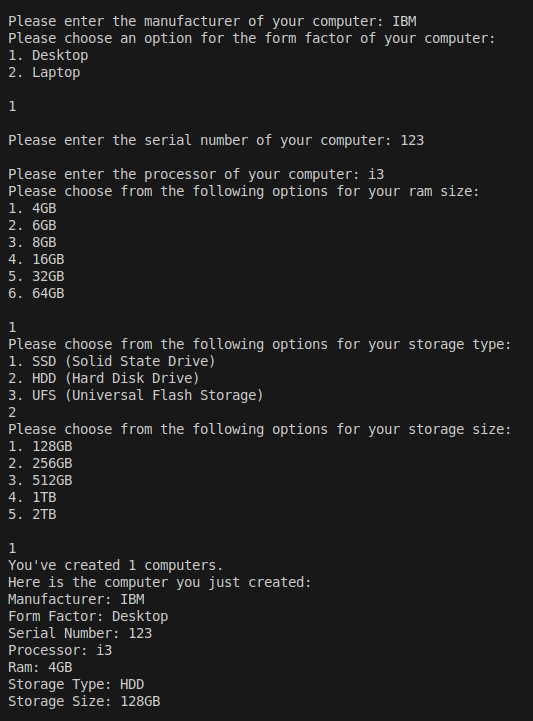 Please enter the manufacturer of your computer: IBM
Please choose an option for the form factor of your computer:
1. Desktop
2. Laptop
1
Please enter the serial number of your computer: 123
Please enter the processor of your computer: i3
Please choose from the following options for your ram size:
1. 4GB
2. 6GB
3. 8GB
4. 16GB
5. 32GB
6. 64GB
1
Please choose from the following options for your storage type:
1. SSD (Solid State Drive)
2. HDD (Hard Disk Drive)
3. UFS (Universal Flash Storage)
2
Please choose from the following options for your storage size:
1. 128GB
2. 256GB
3. 512GB
4. 1TB
5. 2TB
1
You've created 1 computers.
Here is the computer you just created:
Manufacturer: IBM
Form Factor: Desktop
Serial Number: 123
Processor: i3
Ram: 4GB
Storage Type: HDD
Storage Size: 128GB